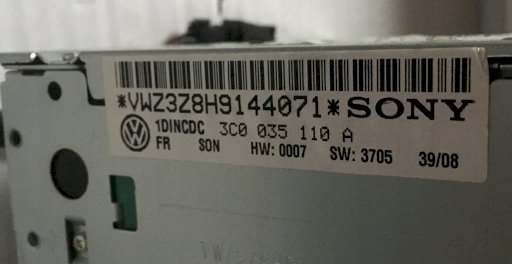 *VWZ3Z8H9144071* SONY
1DINCDC 3C0 035 110 A
FR SON HW: 0007 SW: 3705 39/08